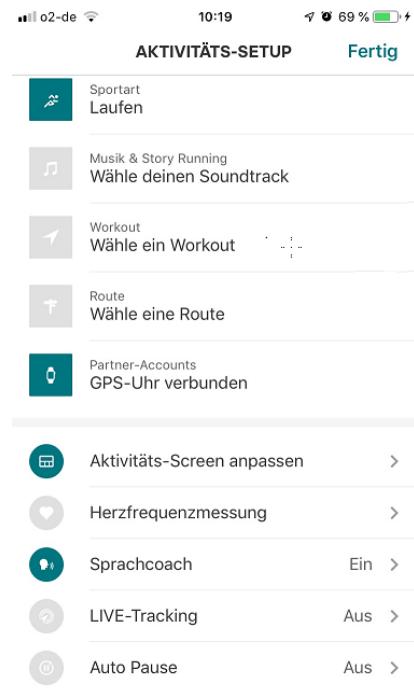 o2-de 10:19 69 %
AKTIVITÄTS-SETUP Fertig
Sportart
Laufen
Musik & Story Running
Wähle deinen Soundtrack
Workout
Wähle ein Workout
Route
Wähle eine Route
Partner-Accounts
GPS-Uhr verbunden
Aktivitäts-Screen anpassen
Herzfrequenzmessung
Sprachcoach Ein
LIVE-Tracking Aus
Auto Pause Aus